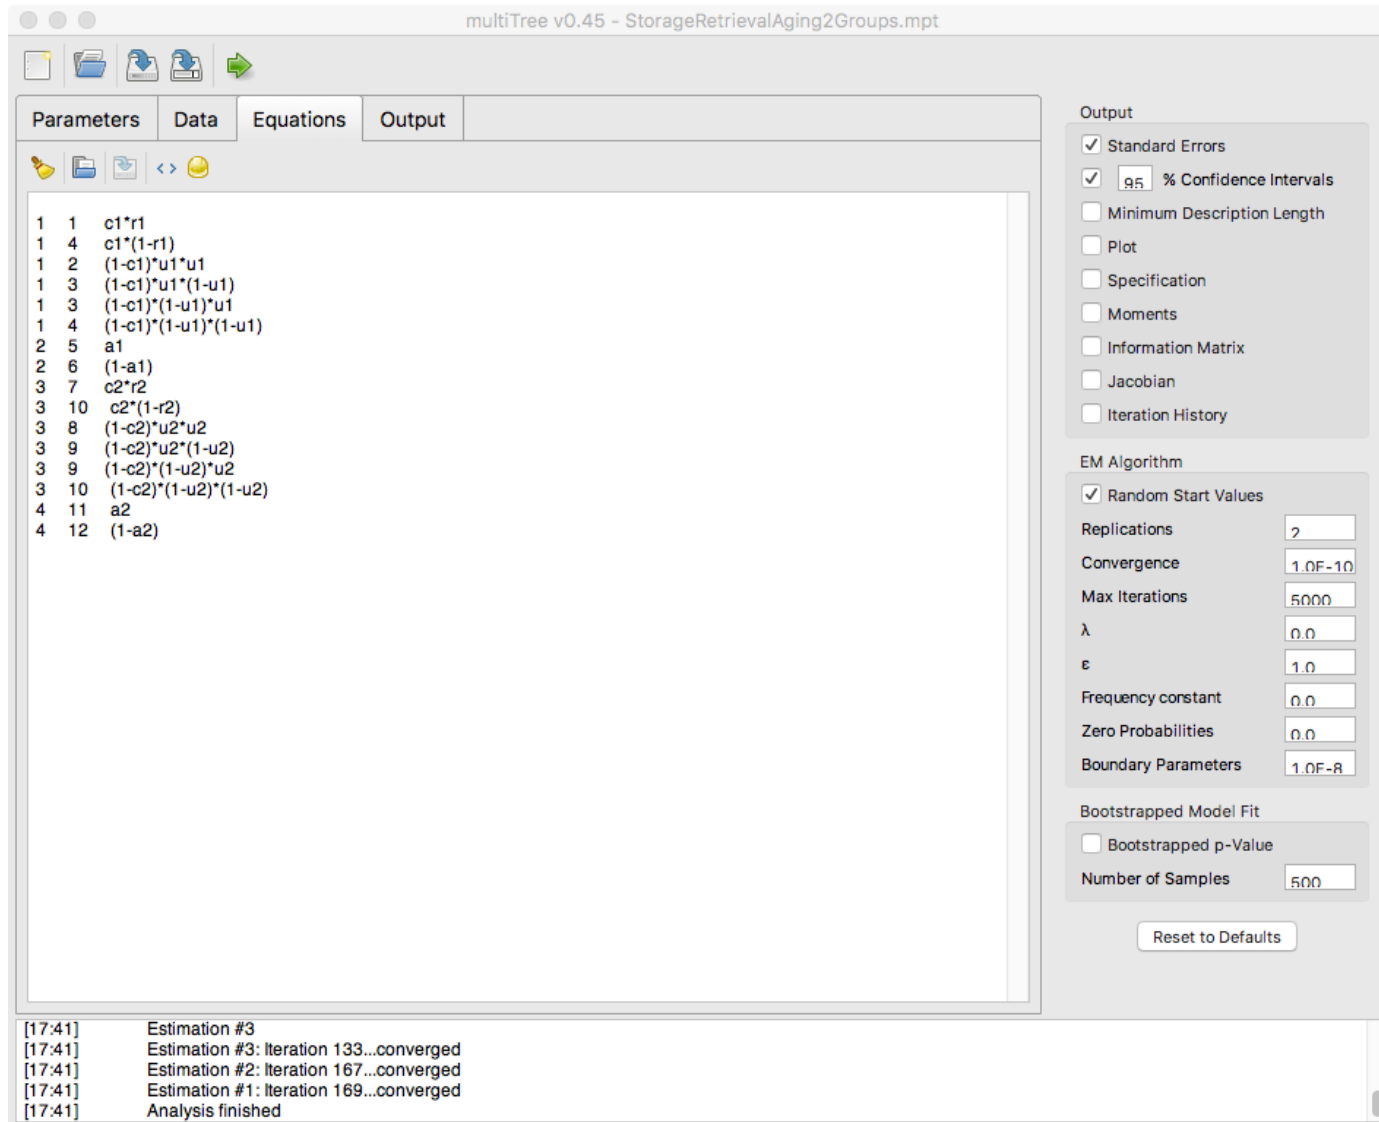 multiTree v0.45 - StorageRetrievalAging2Groups.mpt
Parameters Data Equations Output
1 1 c1*r1
1 4 c1*(1-r1)
1 2 (1-c1)*u1*u1
1 3 (1-c1)*u1*(1-u1)
1 3 (1-c1)*(1-u1)*u1
1 4 (1-c1)*(1-u1)*(1-u1)
2 5 a1
2 6 (1-a1)
3 7 c2*r2
3 10 c2*(1-r2)
3 8 (1-c2)*u2*u2
3 9 (1-c2)*u2*(1-u2)
3 9 (1-c2)*(1-u2)*u2
3 10 (1-c2)*(1-u2)*(1-u2)
4 11 a2
4 12 (1-a2)
Output
Standard Errors
95 % Confidence Intervals
Minimum Description Length
Plot
Specification
Moments
Information Matrix
Jacobian
Iteration History
EM Algorithm
Random Start Values
Replications 2
Convergence 1.0E-10
Max Iterations 5000
λ 0.0
ε 1.0
Frequency constant 0.0
Zero Probabilities 0.0
Boundary Parameters 1.0E-8
Bootstrapped Model Fit
Bootstrapped p-Value
Number of Samples 500
Reset to Defaults
[17:41] Estimation #3
[17:41] Estimation #3: Iteration 133...converged
[17:41] Estimation #2: Iteration 167...converged
[17:41] Estimation #1: Iteration 169...converged
[17:41] Analysis finished